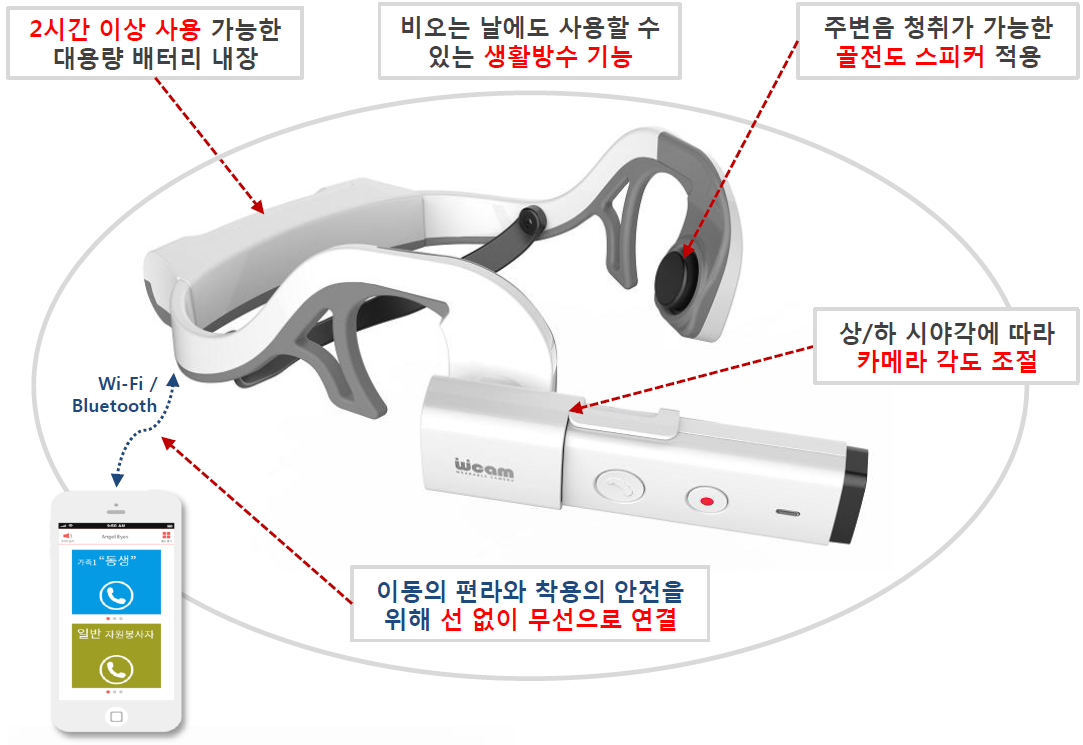 2시간 이상 사용 가능한
대용량 배터리 내장
비오는 날에도 사용할 수
있는 생활방수 기능
주변음 청취가 가능한
골전도 스피커 적용
상/하 시야각에 따라
카메라 각도 조절
Wi-Fi /
Bluetooth
wcam
WEARABLE CAMERA
이동의 편라와 착용의 안전을
위해 선 없이 무선으로 연결
Angel Eyes
가족1 "동생"
일반 자원봉사자